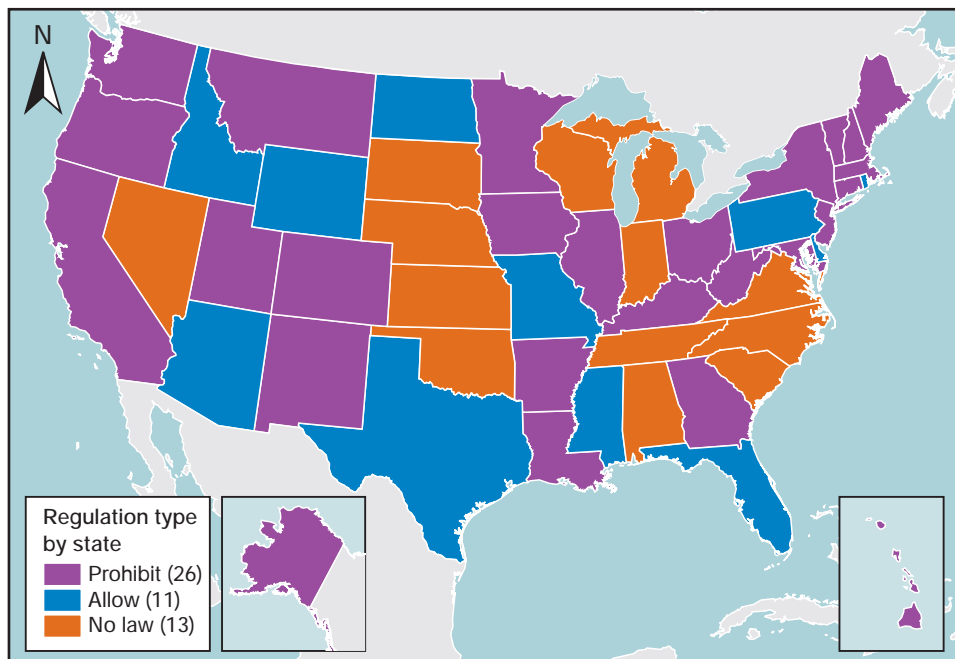 N
Regulation type
by state
Prohibit (26)
Allow (11)
No law (13)